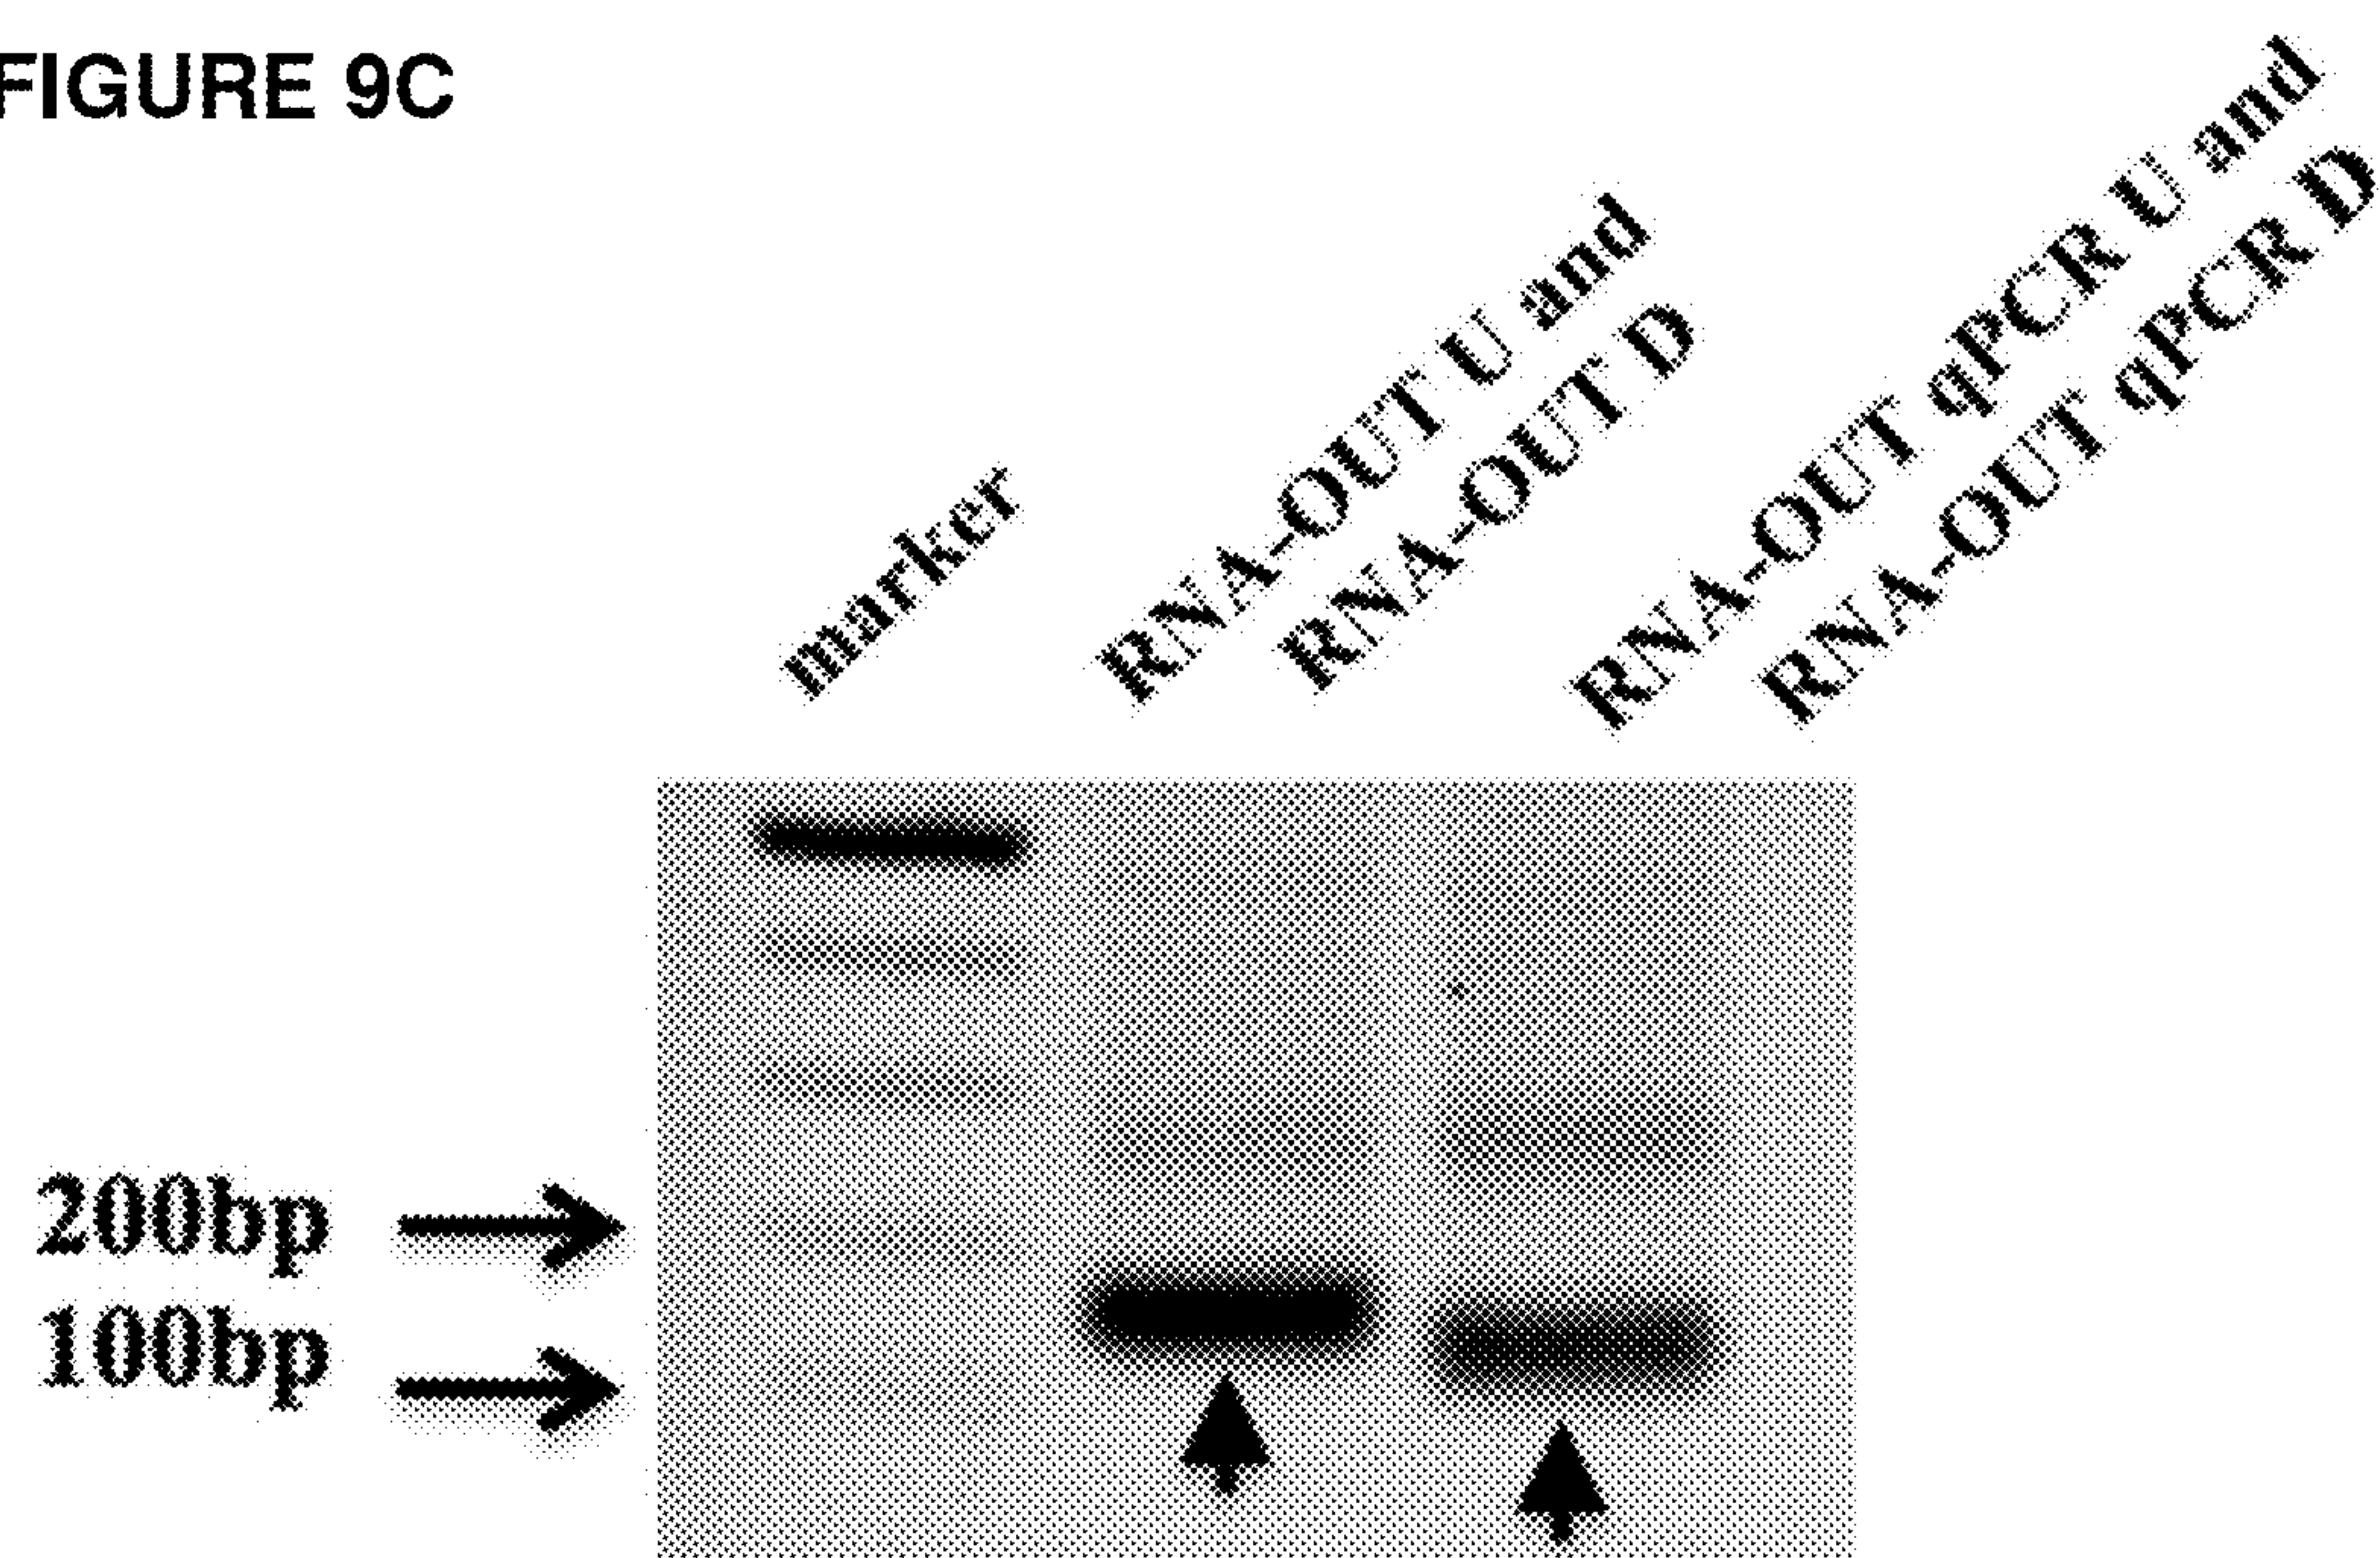 FIGURE 9C
marker
RNA-OUT U and
RNA-OUT D
RNA-OUT qPCR U and
RNA-OUT qPCR D
200bp
100bp